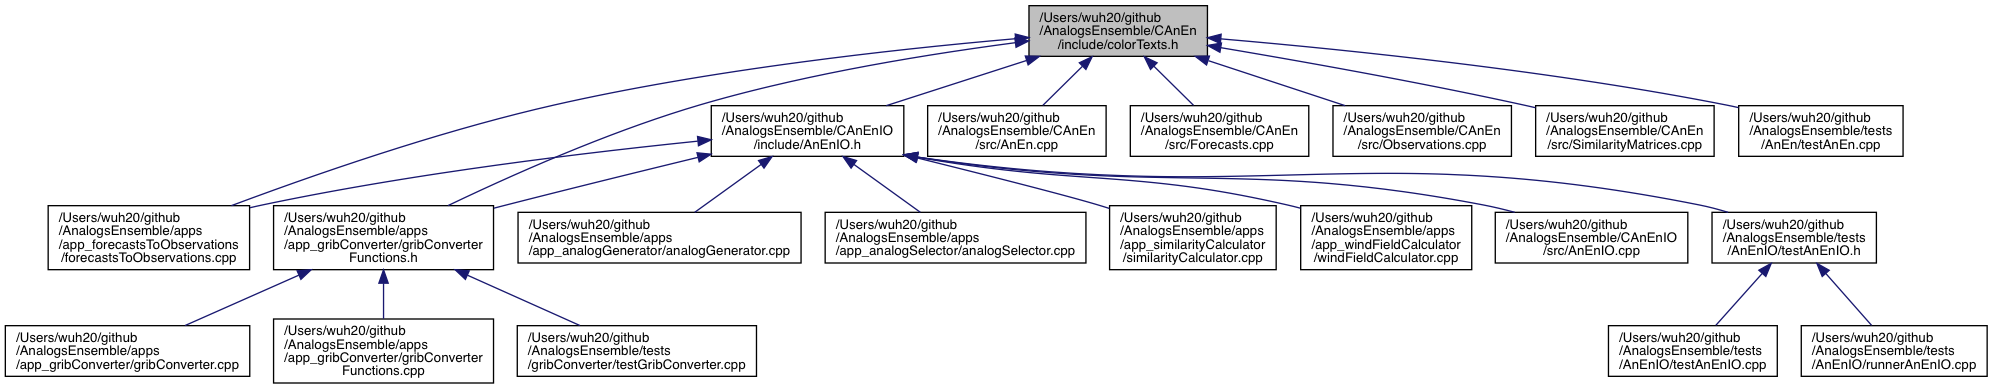 /Users/wuh20/github
/AnalogsEnsemble/CAnEn
/include/colorTexts.h
/Users/wuh20/github
/AnalogsEnsemble/CAnEnIO
/include/AnEnIO.h
/Users/wuh20/github
/AnalogsEnsemble/CAnEn
/src/AnEn.cpp
/Users/wuh20/github
/AnalogsEnsemble/CAnEn
/src/Forecasts.cpp
/Users/wuh20/github
/AnalogsEnsemble/CAnEn
/src/Observations.cpp
/Users/wuh20/github
/AnalogsEnsemble/CAnEn
/src/SimilarityMatrices.cpp
/Users/wuh20/github
/AnalogsEnsemble/tests
/AnEn/testAnEn.cpp
/Users/wuh20/github
/AnalogsEnsemble/apps
/app_forecastsToObservations
/forecastsToObservations.cpp
/Users/wuh20/github
/AnalogsEnsemble/apps
/app_gribConverter/gribConverter
Functions.h
/Users/wuh20/github
/AnalogsEnsemble/apps
/app_analogGenerator/analogGenerator.cpp
/Users/wuh20/github
/AnalogsEnsemble/apps
/app_analogSelector/analogSelector.cpp
/Users/wuh20/github
/AnalogsEnsemble/apps
/app_similarityCalculator
/similarityCalculator.cpp
/Users/wuh20/github
/AnalogsEnsemble/apps
/app_windFieldCalculator
/windFieldCalculator.cpp
/Users/wuh20/github
/AnalogsEnsemble/CAnEnIO
/src/AnEnIO.cpp
/Users/wuh20/github
/AnalogsEnsemble/tests
/AnEnIO/testAnEnIO.h
/Users/wuh20/github
/AnalogsEnsemble/apps
/app_gribConverter/gribConverter.cpp
/Users/wuh20/github
/AnalogsEnsemble/apps
/app_gribConverter/gribConverter
Functions.cpp
/Users/wuh20/github
/AnalogsEnsemble/tests
/gribConverter/testGribConverter.cpp
/Users/wuh20/github
/AnalogsEnsemble/tests
/AnEnIO/testAnEnIO.cpp
/Users/wuh20/github
/AnalogsEnsemble/tests
/AnEnIO/runnerAnEnIO.cpp